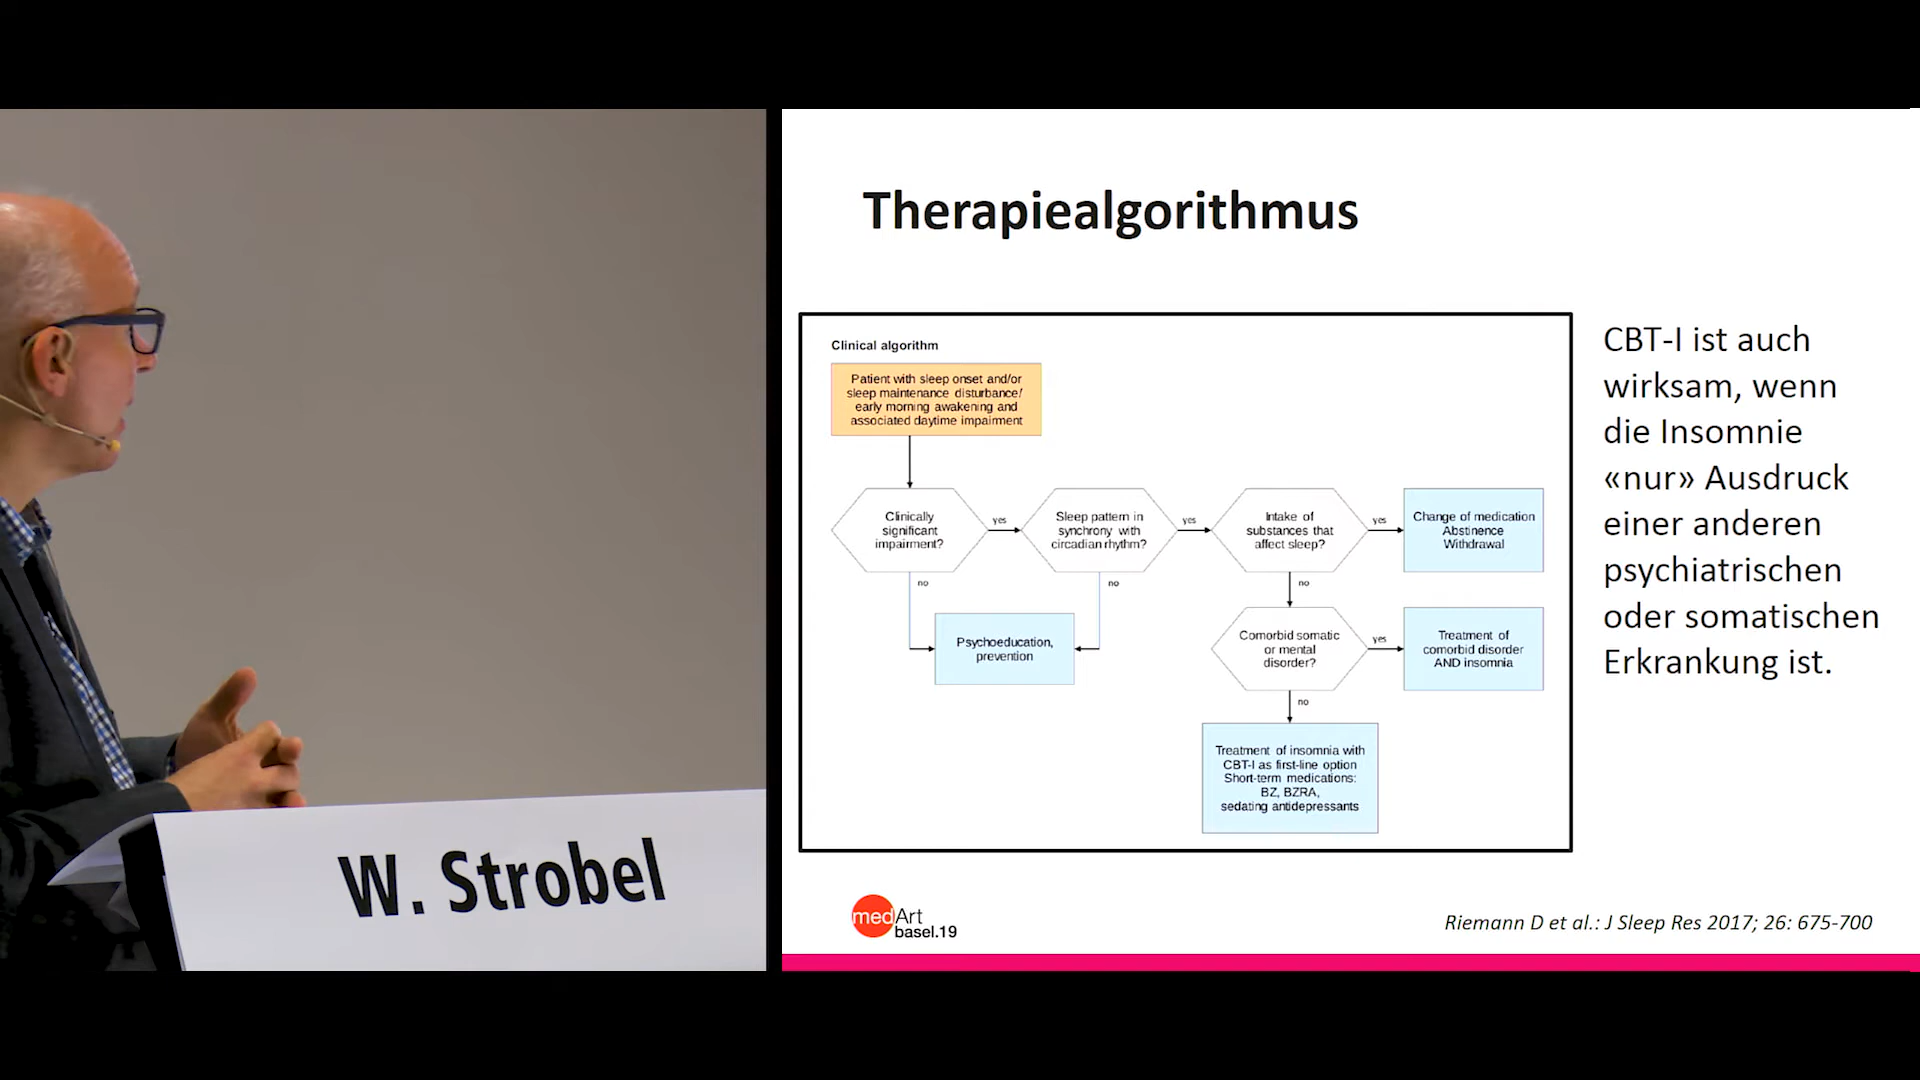 Therapiealgorithmus
Clinical algorithm
Patient with sleep onset and/or
sleep maintenance disturbance/
early morning awakening and
associated daytime impairment
Clinically
significant
impairment?
yes
Sleep pattern in
synchrony with
circadian rhythm?
yes
Intake of
substances that
affect sleep?
yes
Change of medication
Abstinence
Withdrawal
no
no
no
Psychoeducation,
prevention
Comorbid somatic
or mental
disorder?
yes
Treatment of
comorbid disorder
AND insomnia
no
Treatment of insomnia with
CBT-I as first-line option
Short-term medications:
BZ, BZRA,
sedating antidepressants
CBT-I ist auch
wirksam, wenn
die Insomnie
«nur» Ausdruck
einer anderen
psychiatrischen
oder somatischen
Erkrankung ist.
W. Strobel
medArt
basel.19
Riemann D et al.: J Sleep Res 2017; 26: 675-700